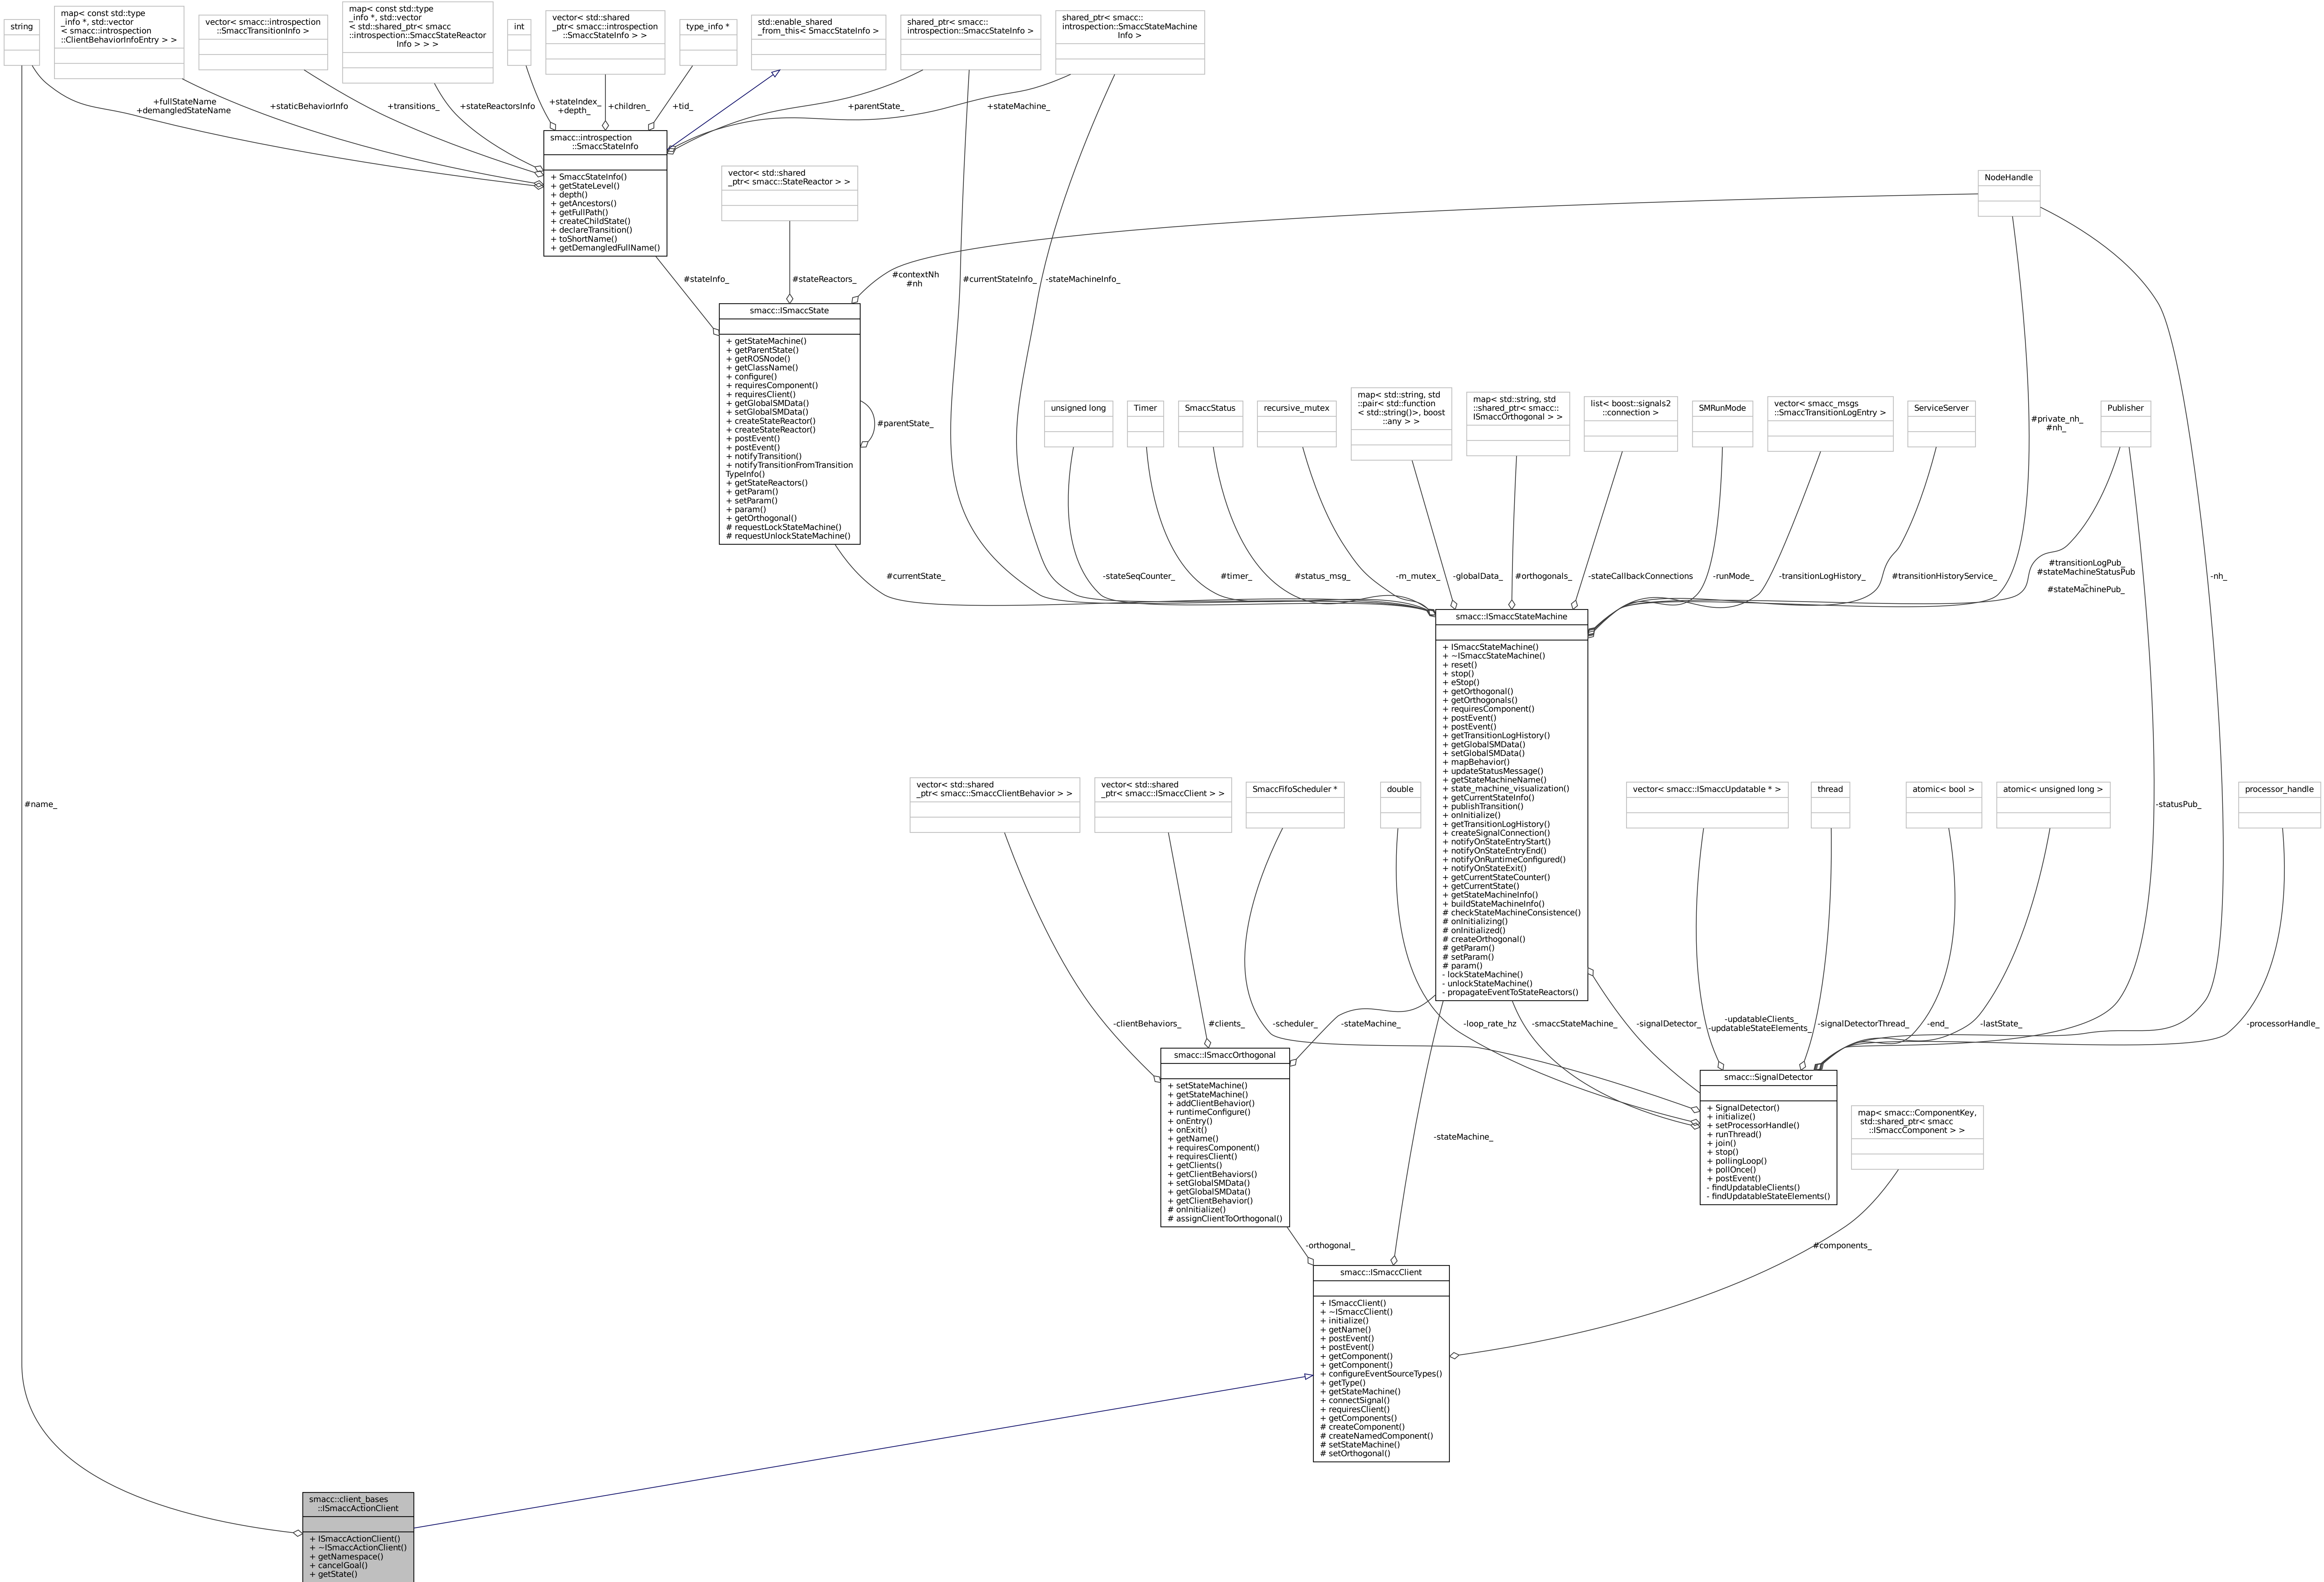 string
map< const std::type
_info *, std::vector
< smacc::introspection
::ClientBehaviorInfoEntry > >
vector< smacc::introspection
::SmaccTransitionInfo >
map< const std::type
_info *, std::vector
< std::shared_ptr< smacc
::introspection::SmaccStateReactor
Info > > >
int
vector< std::shared
_ptr< smacc::introspection
::SmaccStateInfo > >
type_info *
std::enable_shared
_from_this< SmaccStateInfo >
shared_ptr< smacc::
introspection::SmaccStateInfo >
shared_ptr< smacc::
introspection::SmaccStateMachine
Info >
+fullStateName
+demangledStateName
+staticBehaviorInfo
+transitions_
+stateReactorsInfo
+stateIndex_
+depth_
+children_
+tid_
+parentState_
+stateMachine_
smacc::introspection
::SmaccStateInfo
+ SmaccStateInfo()
+ getStateLevel()
+ depth()
+ getAncestors()
+ getFullPath()
+ createChildState()
+ declareTransition()
+ toShortName()
+ getDemangledFullName()
vector< std::shared
_ptr< smacc::StateReactor > >
NodeHandle
#stateInfo_
#stateReactors_
#contextNh
#nh
#currentStateInfo_
-stateMachineInfo_
smacc::ISmaccState
+ getStateMachine()
+ getParentState()
+ getROSNode()
+ getClassName()
+ configure()
+ requiresComponent()
+ requiresClient()
+ getGlobalSMData()
+ setGlobalSMData()
+ createStateReactor()
+ createStateReactor()
+ postEvent()
+ postEvent()
+ notifyTransition()
+ notifyTransitionFromTransition
TypeInfo()
+ getStateReactors()
+ getParam()
+ setParam()
+ param()
+ getOrthogonal()
# requestLockStateMachine()
# requestUnlockStateMachine()
#parentState_
unsigned long
Timer
SmaccStatus
recursive_mutex
map< std::string, std
::pair< std::function
< std::string()>, boost
::any > >
map< std::string, std
::shared_ptr< smacc::
ISmaccOrthogonal > >
list< boost::signals2
::connection >
SMRunMode
vector< smacc_msgs
::SmaccTransitionLogEntry >
ServiceServer
#private_nh_
#nh_
Publisher
#currentState_
-stateSeqCounter_
#timer_
#status_msg_
-m_mutex_
-globalData_
#orthogonals_
-stateCallbackConnections
-runMode_
-transitionLogHistory_
#transitionHistoryService_
#transitionLogPub_
#stateMachineStatusPub
_
#stateMachinePub_
-nh_
smacc::ISmaccStateMachine
+ ISmaccStateMachine()
+ ~ISmaccStateMachine()
+ reset()
+ stop()
+ eStop()
+ getOrthogonal()
+ getOrthogonals()
+ requiresComponent()
+ postEvent()
+ postEvent()
+ getTransitionLogHistory()
+ getGlobalSMData()
+ setGlobalSMData()
+ mapBehavior()
+ updateStatusMessage()
+ getStateMachineName()
+ state_machine_visualization()
+ getCurrentStateInfo()
+ publishTransition()
+ onInitialize()
+ getTransitionLogHistory()
+ createSignalConnection()
+ notifyOnStateEntryStart()
+ notifyOnStateEntryEnd()
+ notifyOnRuntimeConfigured()
+ notifyOnStateExit()
+ getCurrentStateCounter()
+ getCurrentState()
+ getStateMachineInfo()
+ buildStateMachineInfo()
# checkStateMachineConsistence()
# onInitializing()
# onInitialized()
# createOrthogonal()
# getParam()
# setParam()
# param()
- lockStateMachine()
- unlockStateMachine()
- propagateEventToStateReactors()
#name_
vector< std::shared
_ptr< smacc::SmaccClientBehavior > >
vector< std::shared
_ptr< smacc::ISmaccClient > >
SmaccFifoScheduler *
double
vector< smacc::ISmaccUpdatable * >
thread
atomic< bool >
atomic< unsigned long >
-statusPub_
processor_handle
-clientBehaviors_
#clients_
-scheduler_
-stateMachine_
-loop_rate_hz
-smaccStateMachine_
-signalDetector_
-updatableClients_
-updatableStateElements_
-signalDetectorThread_
-end_
-lastState_
-processorHandle_
smacc::ISmaccOrthogonal
+ setStateMachine()
+ getStateMachine()
+ addClientBehavior()
+ runtimeConfigure()
+ onEntry()
+ onExit()
+ getName()
+ requiresComponent()
+ requiresClient()
+ getClients()
+ getClientBehaviors()
+ setGlobalSMData()
+ getGlobalSMData()
+ getClientBehavior()
# onInitialize()
# assignClientToOrthogonal()
-stateMachine_
smacc::SignalDetector
+ SignalDetector()
+ initialize()
+ setProcessorHandle()
+ runThread()
+ join()
+ stop()
+ pollingLoop()
+ pollOnce()
+ postEvent()
- findUpdatableClients()
- findUpdatableStateElements()
map< smacc::ComponentKey,
std::shared_ptr< smacc
::ISmaccComponent > >
-orthogonal_
#components_
smacc::ISmaccClient
+ ISmaccClient()
+ ~ISmaccClient()
+ initialize()
+ getName()
+ postEvent()
+ postEvent()
+ getComponent()
+ getComponent()
+ configureEventSourceTypes()
+ getType()
+ getStateMachine()
+ connectSignal()
+ requiresClient()
+ getComponents()
# createComponent()
# createNamedComponent()
# setStateMachine()
# setOrthogonal()
smacc::client_bases
::ISmaccActionClient
+ ISmaccActionClient()
+ ~ISmaccActionClient()
+ getNamespace()
+ cancelGoal()
+ getState()